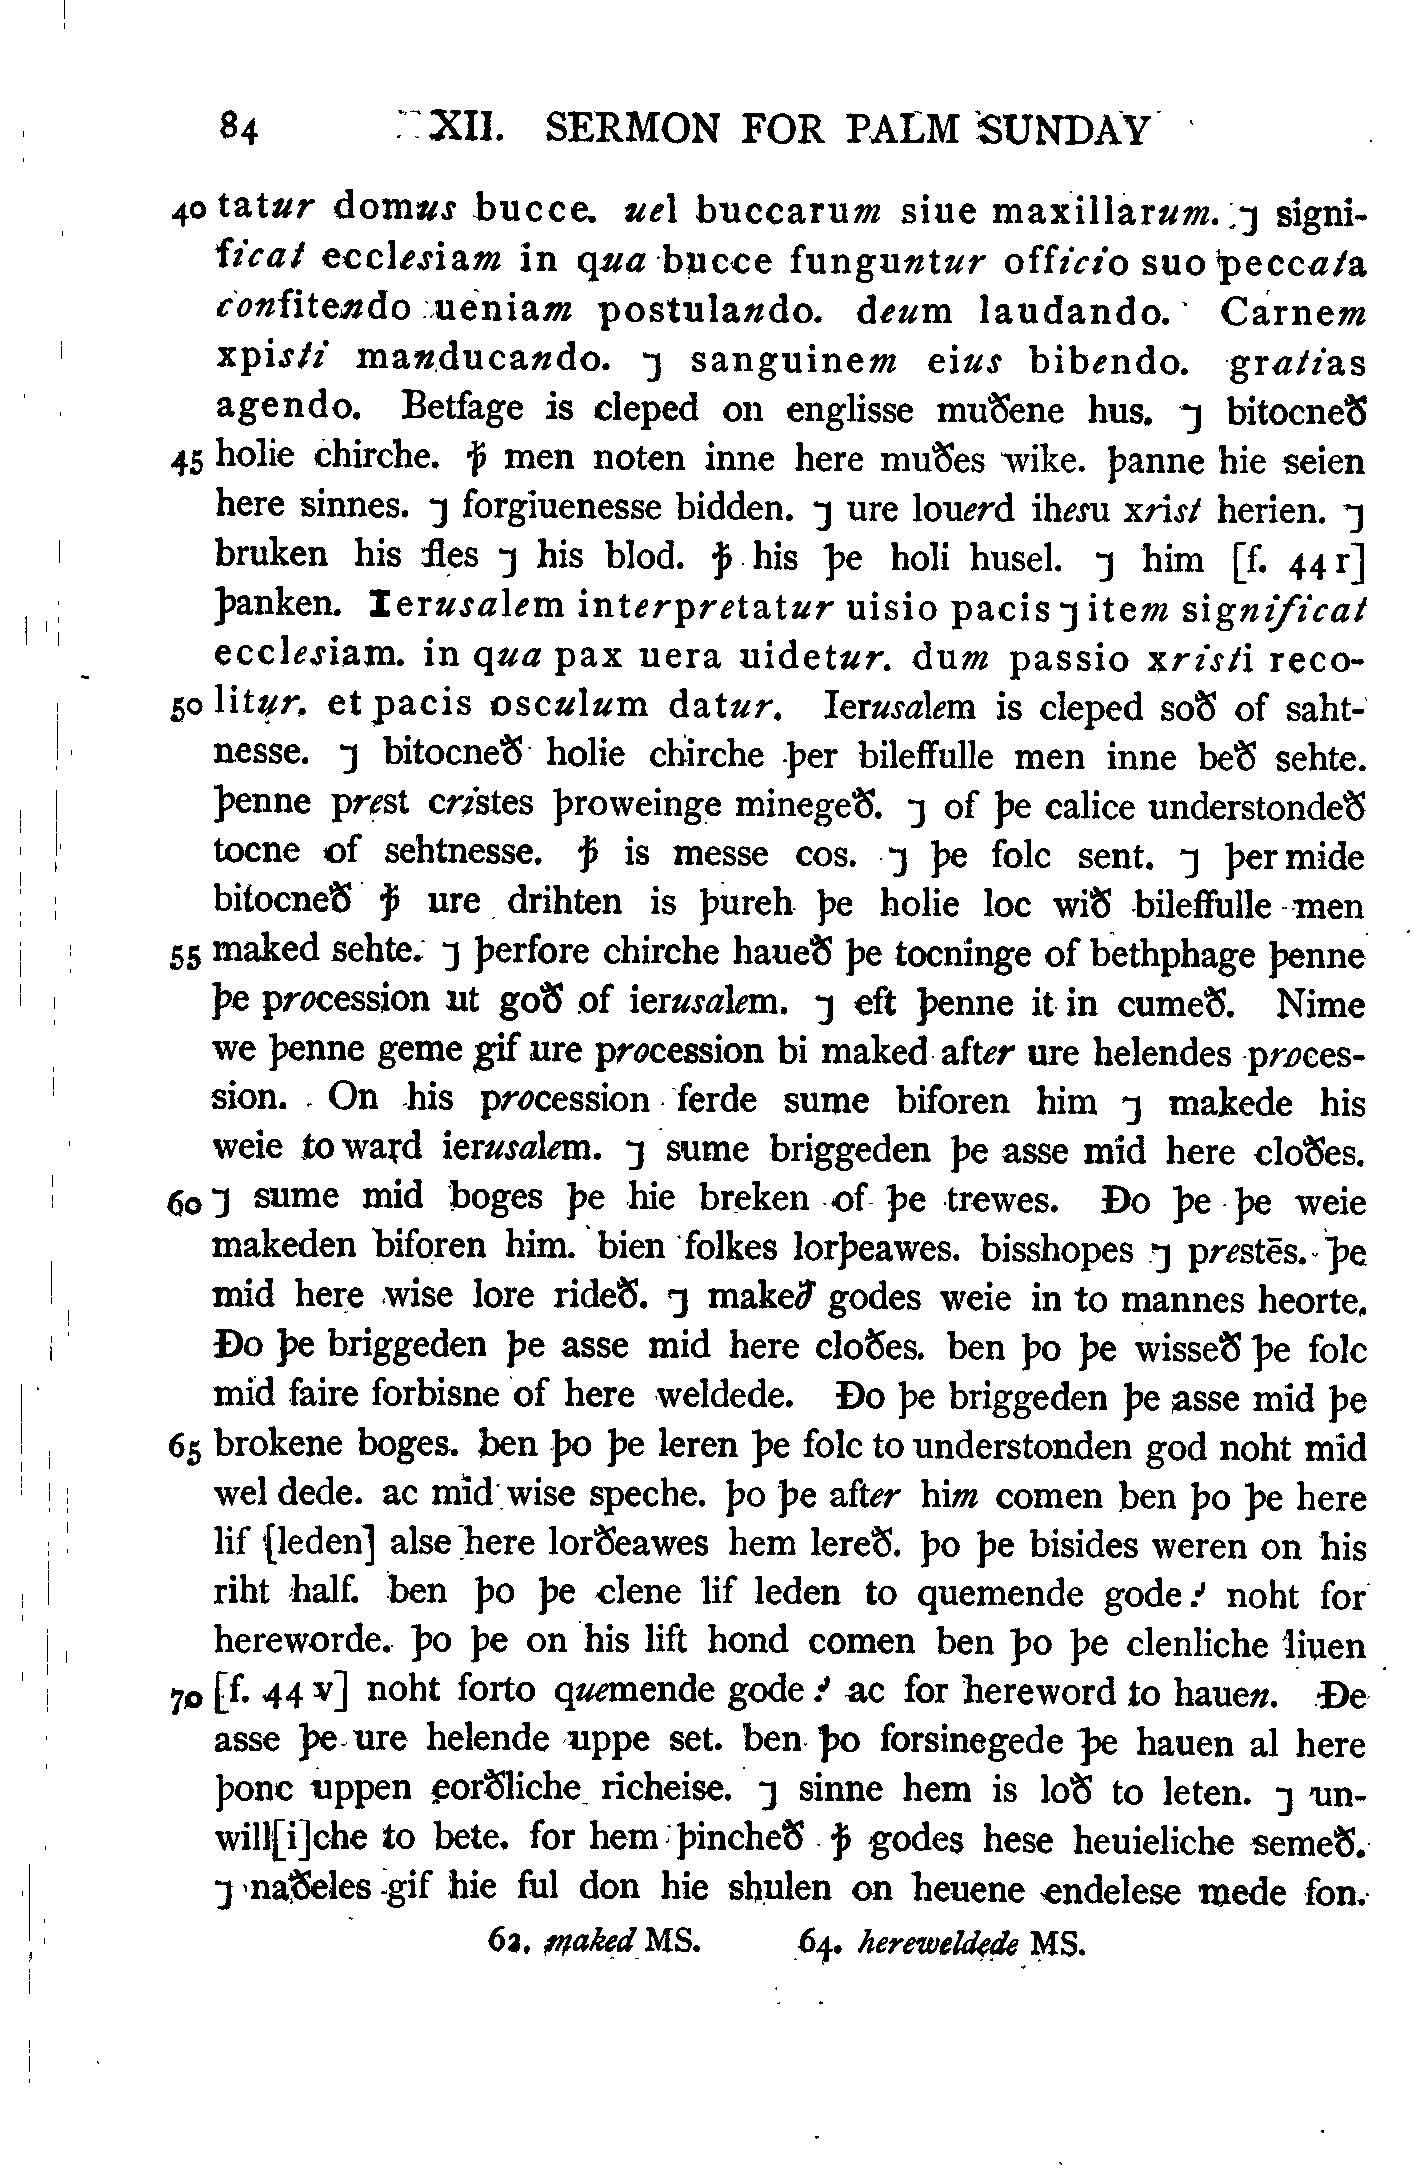 84 XII. SERMON FOR PALM SUNDAY
40 tatur domus bucce. uel buccarum siue maxillarum. ⁊ signi-
ficat ecclesiam in qua bucce funguntur officio suo peccata
confitendo ueniam postulando. deum laudando. Carnem
xpisti manducando. ⁊ sanguinem eius bibendo. gratias
agendo. Betfage is cleped on englisse muðene hus. ⁊ bitocneð
45 holie chirche. ꝥ men noten inne here muðes wike. þanne hie seien
here sinnes. ⁊ forgiuenesse bidden. ⁊ ure louerd ihesu xrist herien. ⁊
bruken his fles ⁊ his blod. ꝥ his þe holi husel. ⁊ him [f. 44 r]
þanken. Ierusalem interpretatur uisio pacis ⁊ item significat
ecclesiam. in qua pax uera uidetur. dum passio xristi reco-
50 litur. et pacis osculum datur. Ierusalem is cleped soð of saht-
nesse. ⁊ bitocneð holie chirche þer bileffulle men inne beð sehte.
þenne prest cristes þroweinge minegeð. ⁊ of þe calice understondeð
tocne of sehtnesse. ꝥ is messe cos. ⁊ þe folc sent. ⁊ þer mide
bitocneð ꝥ ure drihten is þureh þe holie loc wið bileffulle men
55 maked sehte. ⁊ þerfore chirche haueð þe tocninge of bethphage þenne
þe procession ut goð of ierusalem. ⁊ eft þenne it in cumeð. Nime
we þenne geme gif ure procession bi maked after ure helendes proces-
sion. On his procession ferde sume biforen him ⁊ makede his
weie to ward ierusalem. ⁊ sume briggeden þe asse mid here cloðes.
60 ⁊ sume mid boges þe hie breken of þe trewes. Ðo þe þe weie
makeden biforen him. bien folkes lorþeawes. bisshopes ⁊ prestēs. þe
mid here wise lore rideð. ⁊ makeð godes weie in to mannes heorte.
Ðo þe briggeden þe asse mid here cloðes. ben þo þe wisseð þe folc
mid faire forbisne of here weldede. Ðo þe briggeden þe asse mid þe
65 brokene boges. ben þo þe leren þe folc to understonden god noht mid
wel dede. ac mid wise speche. þo þe after him comen ben þo þe here
lif [leden] alse here lorðeawes hem lereð. þo þe bisides weren on his
riht half. ben þo þe clene lif leden to quemende gode⹎ noht for
hereworde. þo þe on his lift hond comen ben þo þe clenliche liuen
70 [f. 44 v] noht forto quemende gode⹎ ac for hereword to hauen. Ðe
asse þe ure helende uppe set. ben þo forsinegede þe hauen al here
þonc uppen eorðliche richeise. ⁊ sinne hem is loð to leten. ⁊ un-
will[i]che to bete. for hem þincheð ꝥ godes hese heuieliche semeð.
⁊ naðeles gif hie ful don hie shulen on heuene endelese mede fon.
62. maked MS. 64. hereweldede MS.